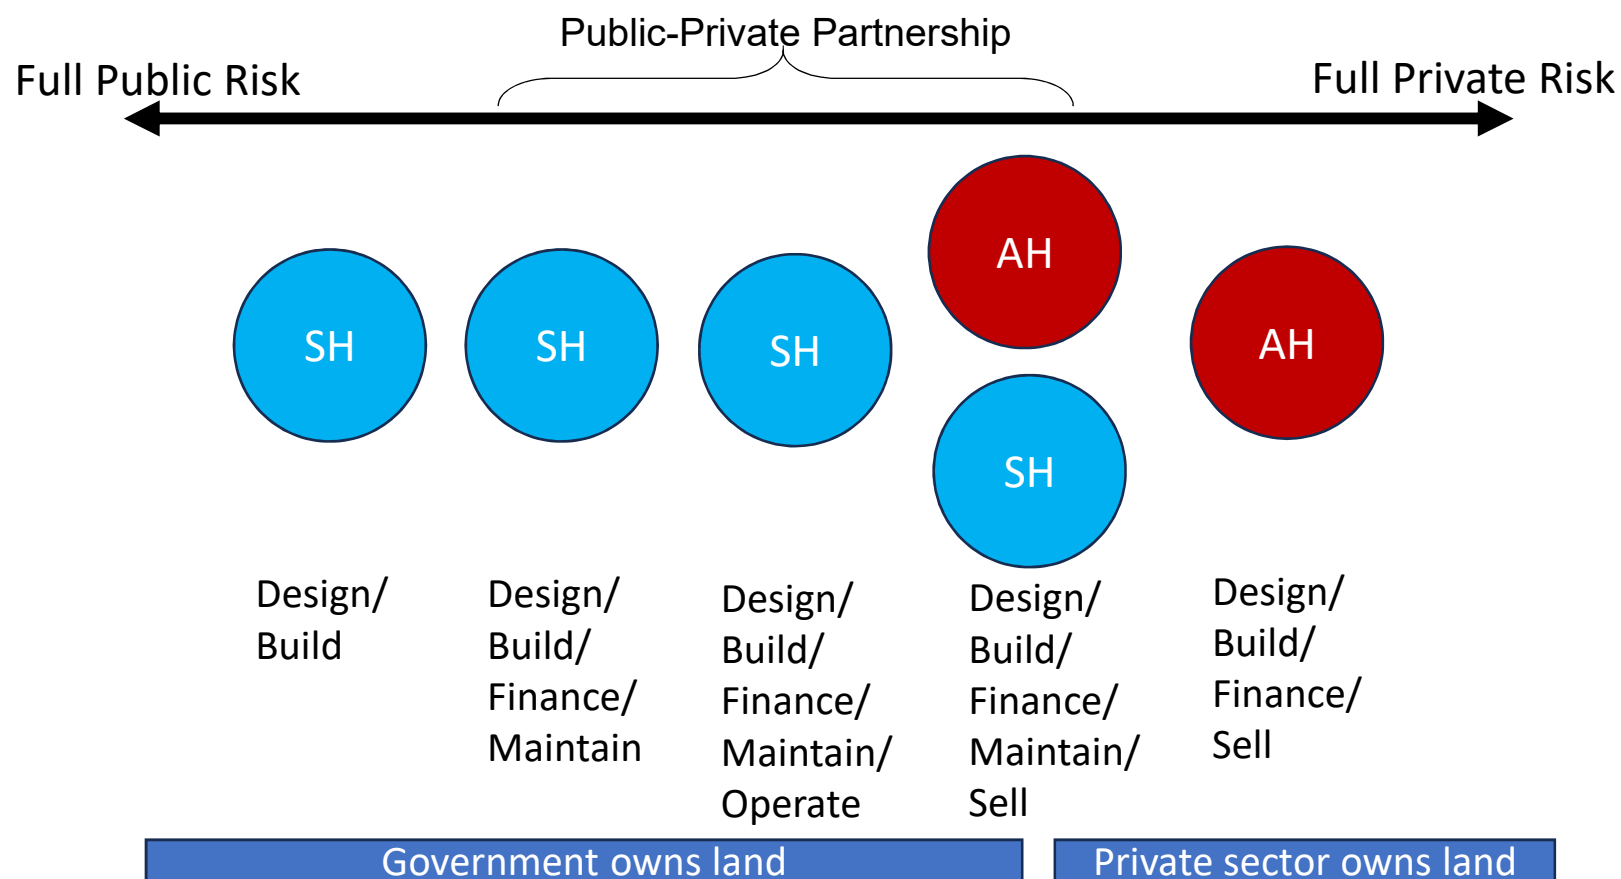 Public-Private Partnership
Full Public Risk
Full Private Risk
SH
SH
SH
AH
SH
AH
Design/
Build
Design/
Build/
Finance/
Maintain
Design/
Build/
Finance/
Maintain/
Operate
Design/
Build/
Finance/
Maintain/
Sell
Design/
Build/
Finance/
Sell
Government owns land
Private sector owns land